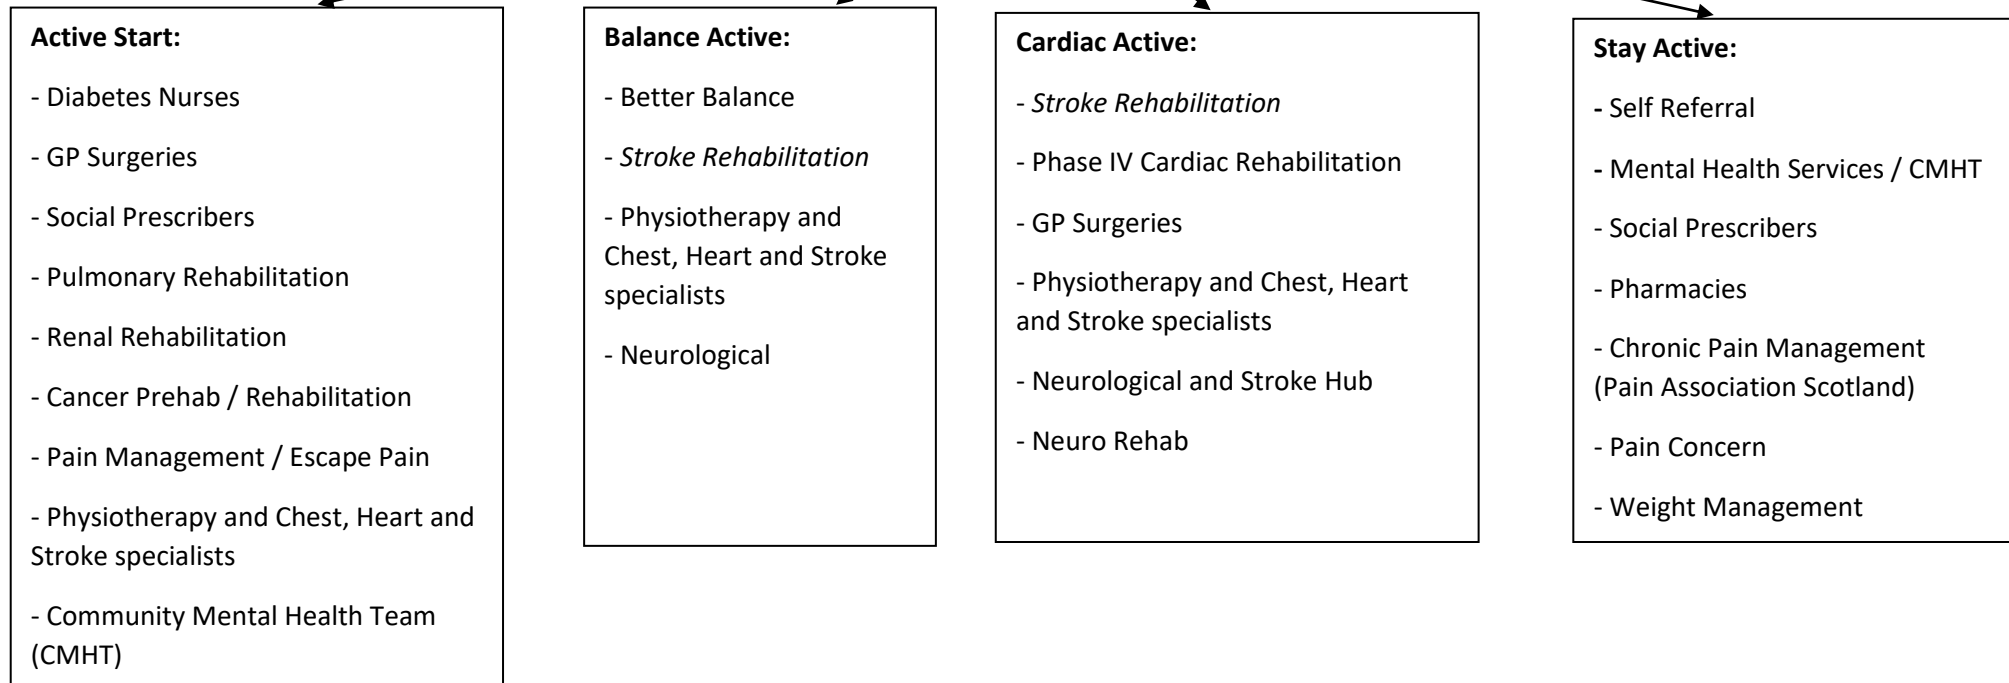 Active Start:
- Diabetes Nurses
- GP Surgeries
- Social Prescribers
- Pulmonary Rehabilitation
- Renal Rehabilitation
- Cancer Prehab / Rehabilitation
- Pain Management / Escape Pain
- Physiotherapy and Chest, Heart and
Stroke specialists
- Community Mental Health Team
(CMHT)
Balance Active:
- Better Balance
- Stroke Rehabilitation
- Physiotherapy and
Chest, Heart and Stroke
specialists
- Neurological
Cardiac Active:
- Stroke Rehabilitation
- Phase IV Cardiac Rehabilitation
- GP Surgeries
- Physiotherapy and Chest, Heart
and Stroke specialists
- Neurological and Stroke Hub
- Neuro Rehab
Stay Active:
- Self Referral
- Mental Health Services / CMHT
- Social Prescribers
- Pharmacies
- Chronic Pain Management
(Pain Association Scotland)
- Pain Concern
- Weight Management